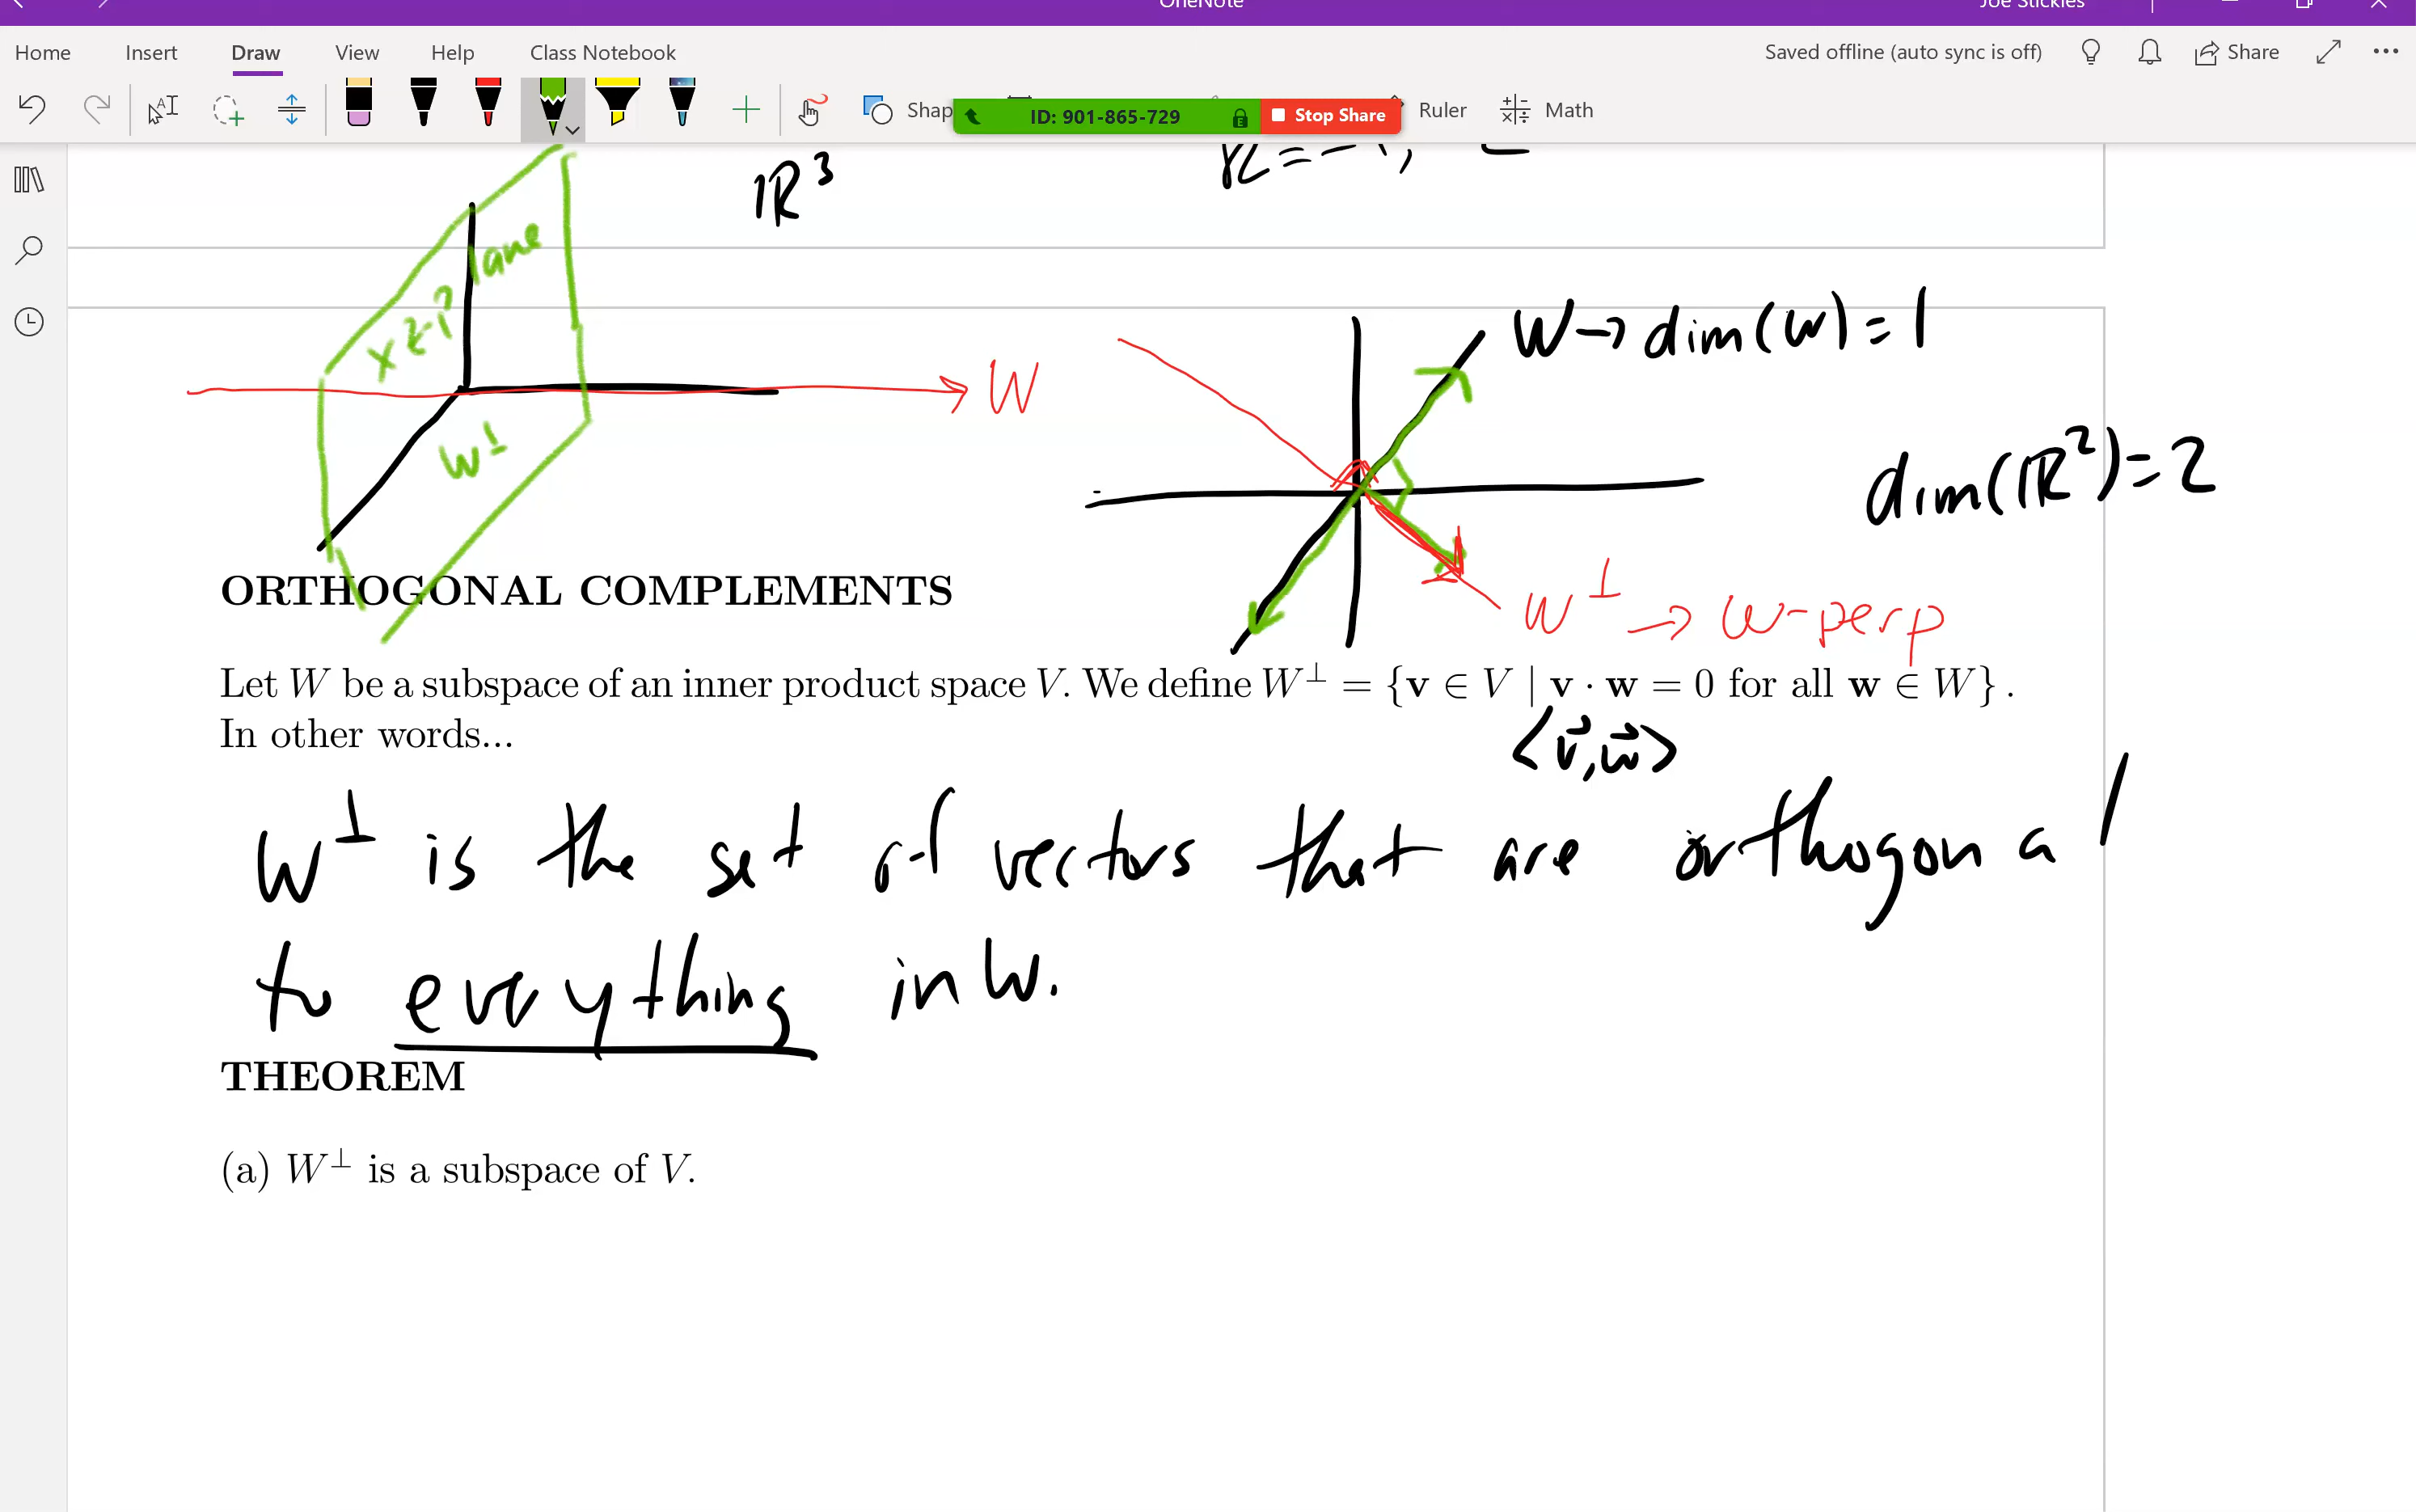 OneNote
Joe Stickles
Home Insert Draw View Help Class Notebook
Saved offline (auto sync is off) Share
Shap
ID: 901-865-729
Stop Share
Ruler
Math
ℝ³
xz-plane
W
W⊥
W → dim(W) = 1
dim(ℝ²) = 2
W⊥ → W-perp
ORTHOGONAL COMPLEMENTS
Let W be a subspace of an inner product space V. We define W⊥ = {v ∈ V | v · w = 0 for all w ∈ W}.
In other words...
⟨v⃗, w⃗⟩
W⊥ is the set of vectors that are orthogonal
to everything in W.
THEOREM
(a) W⊥ is a subspace of V.